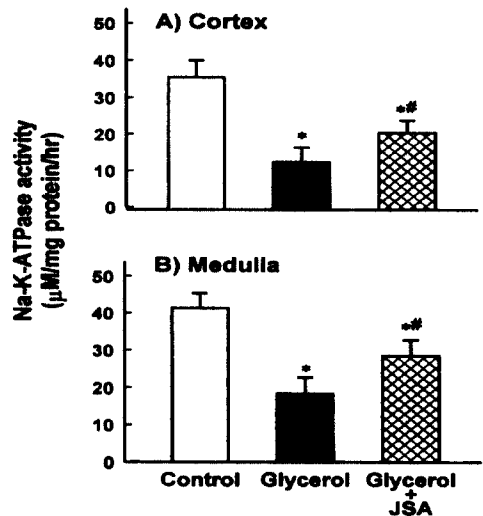 A) Cortex
50
40
30
20
10
0
*
*#
Na-K-ATPase activity
(μM/mg protein/hr)
B) Medulla
50
40
30
20
10
0
*
*#
Control Glycerol Glycerol
+
JSA